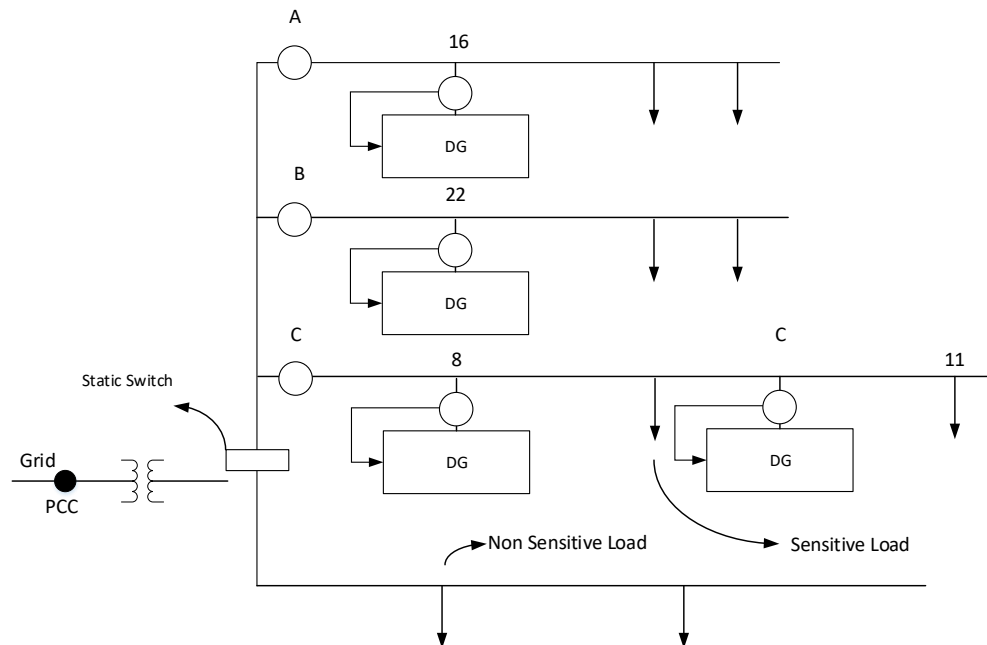 A
16
DG
B
22
DG
C
8
C
11
Static Switch
DG
DG
Grid
PCC
Non Sensitive Load
Sensitive Load